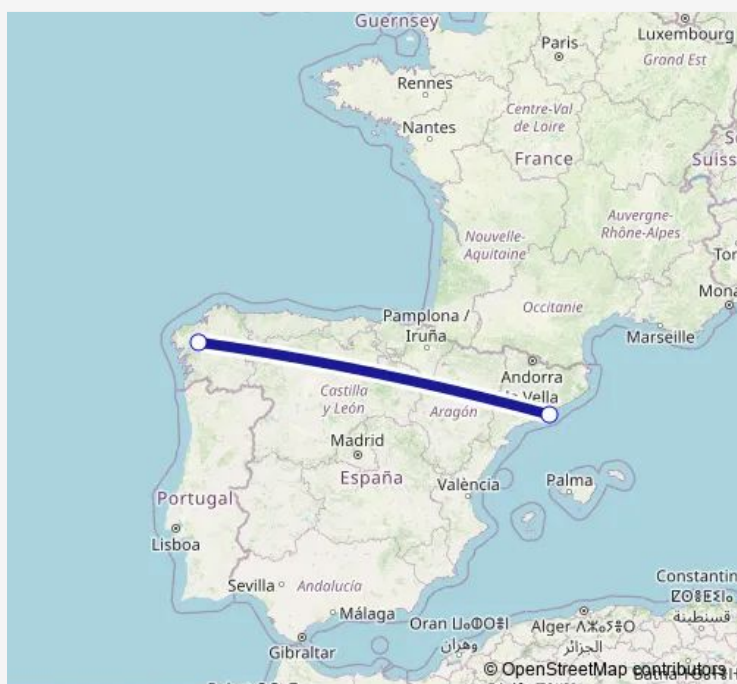 Guernsey
Luxembourg
Paris
Grand Est
Rennes
Centre-Val
de Loire
Nantes
France
Suiss
Auvergne-
Rhône-Alpes
Nouvelle-
Aquitaine
Occitanie
Mona
Pamplona /
Iruña
Marseille
Andorra
Vella
Castilla
y León
Aragón
Madrid
España
València
Palma
Portugal
Lisboa
Sevilla
Andalucía
Málaga
Constantin
قسنطينة
Oran
وهران
Alger
الجزائر
Gibraltar
© OpenStreetMap contributors